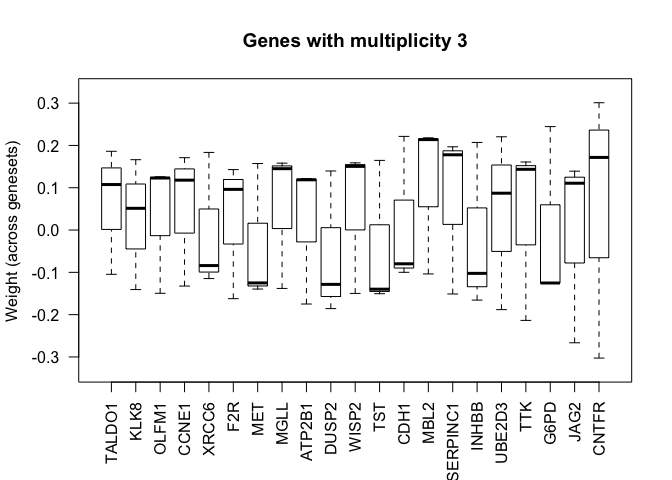 Genes with multiplicity 3
Weight (across genesets)
0.3
0.2
0.1
0.0
-0.1
-0.2
-0.3
TALDO1
KLK8
OLFM1
CCNE1
XRCC6
F2R
MET
MGLL
ATP2B1
DUSP2
WISP2
TST
CDH1
MBL2
SERPINC1
INHBB
UBE2D3
TTK
G6PD
JAG2
CNTFR